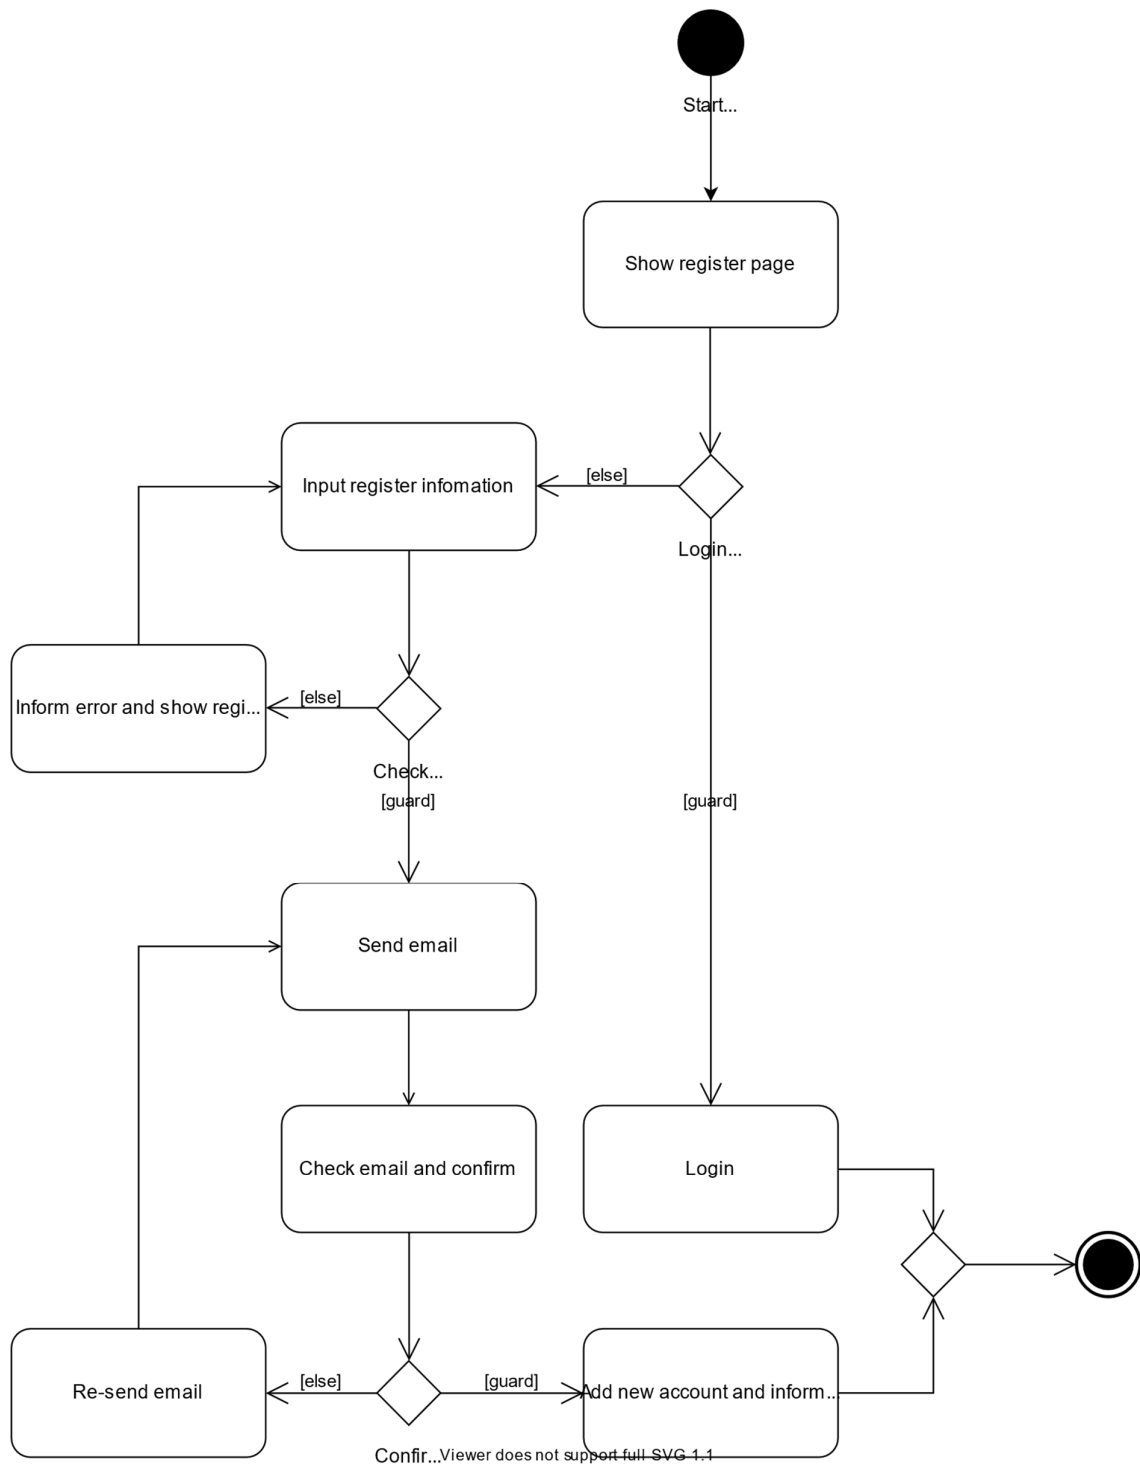 Start...
Show register page
Input register infomation
[else]
Login...
Inform error and show regi...
[else]
Check...
[guard]
[guard]
Send email
Check email and confirm
Login
Re-send email
[else]
[guard]
Add new account and inform...
Confir...
Viewer does not support full SVG 1.1